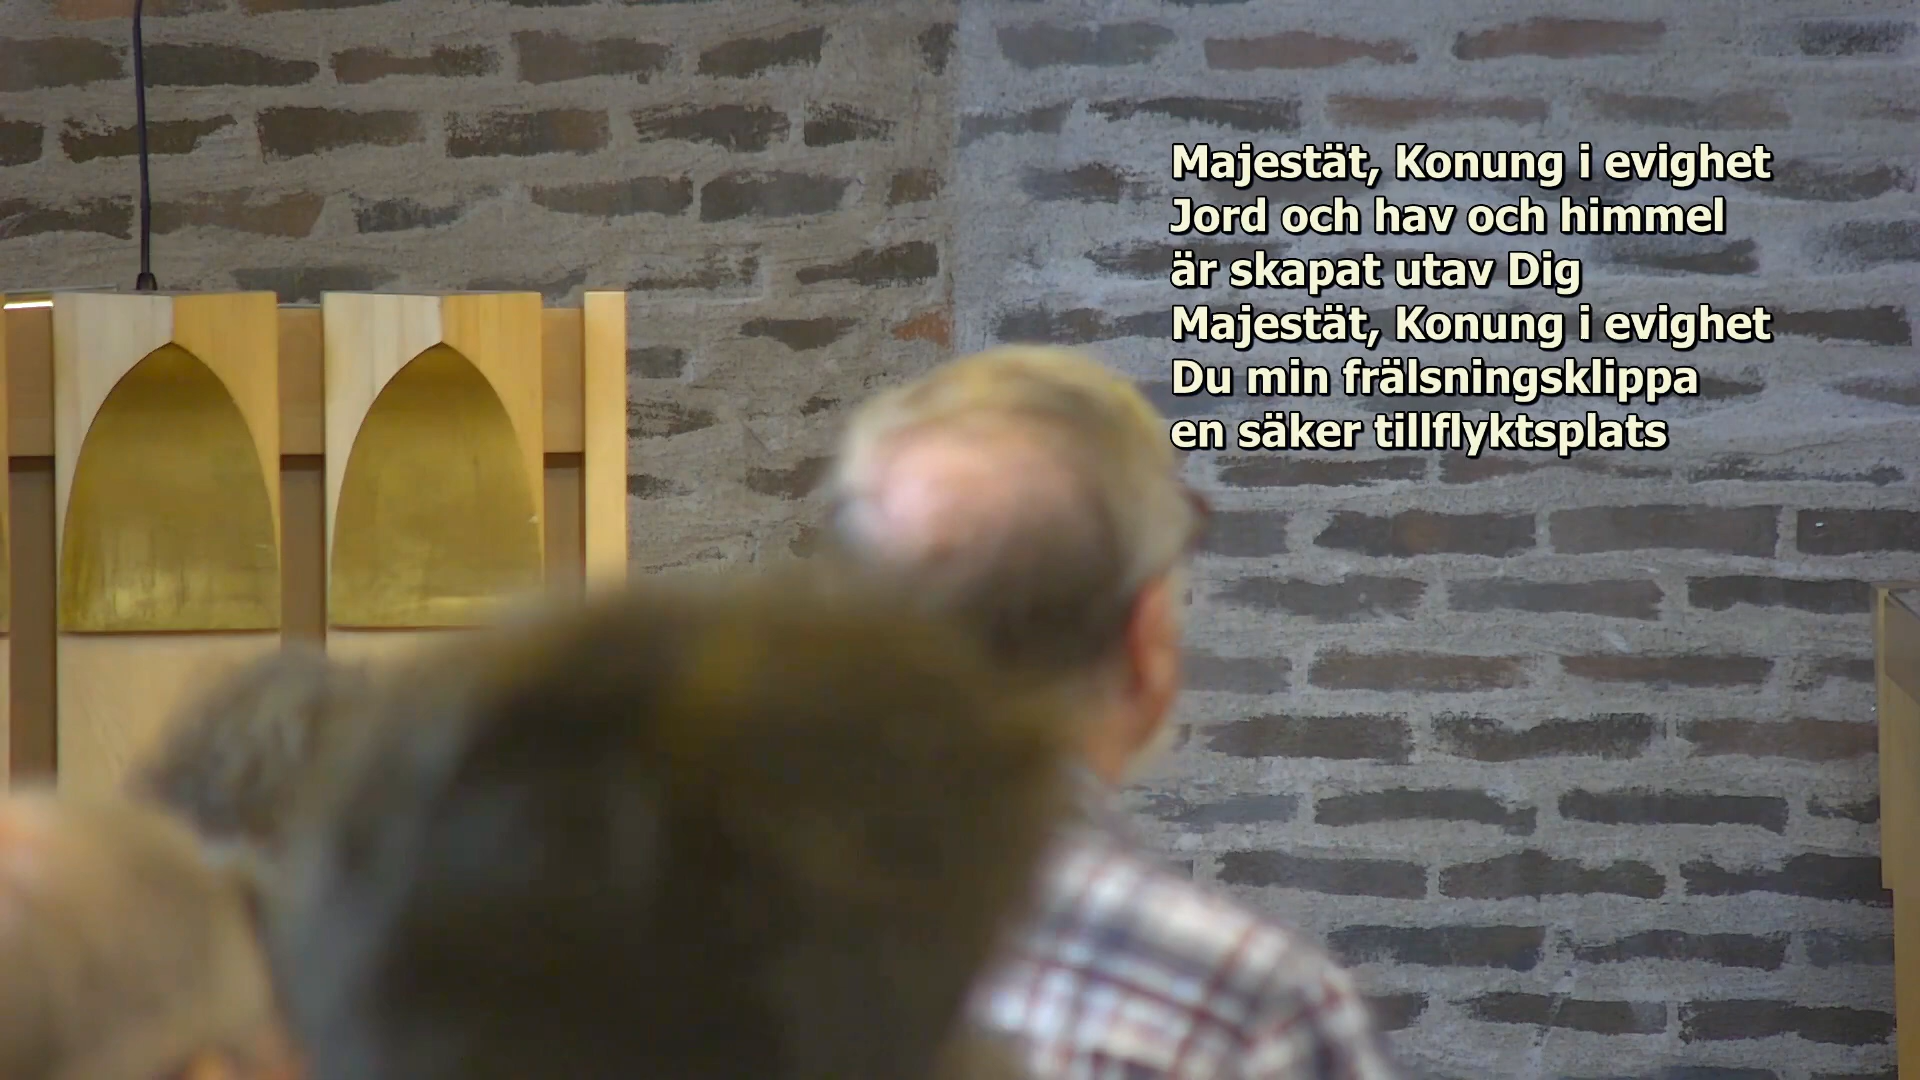 Majestät, Konung i evighet
Jord och hav och himmel
är skapat utav Dig
Majestät, Konung i evighet
Du min frälsningsklippa
en säker tillflyktsplats